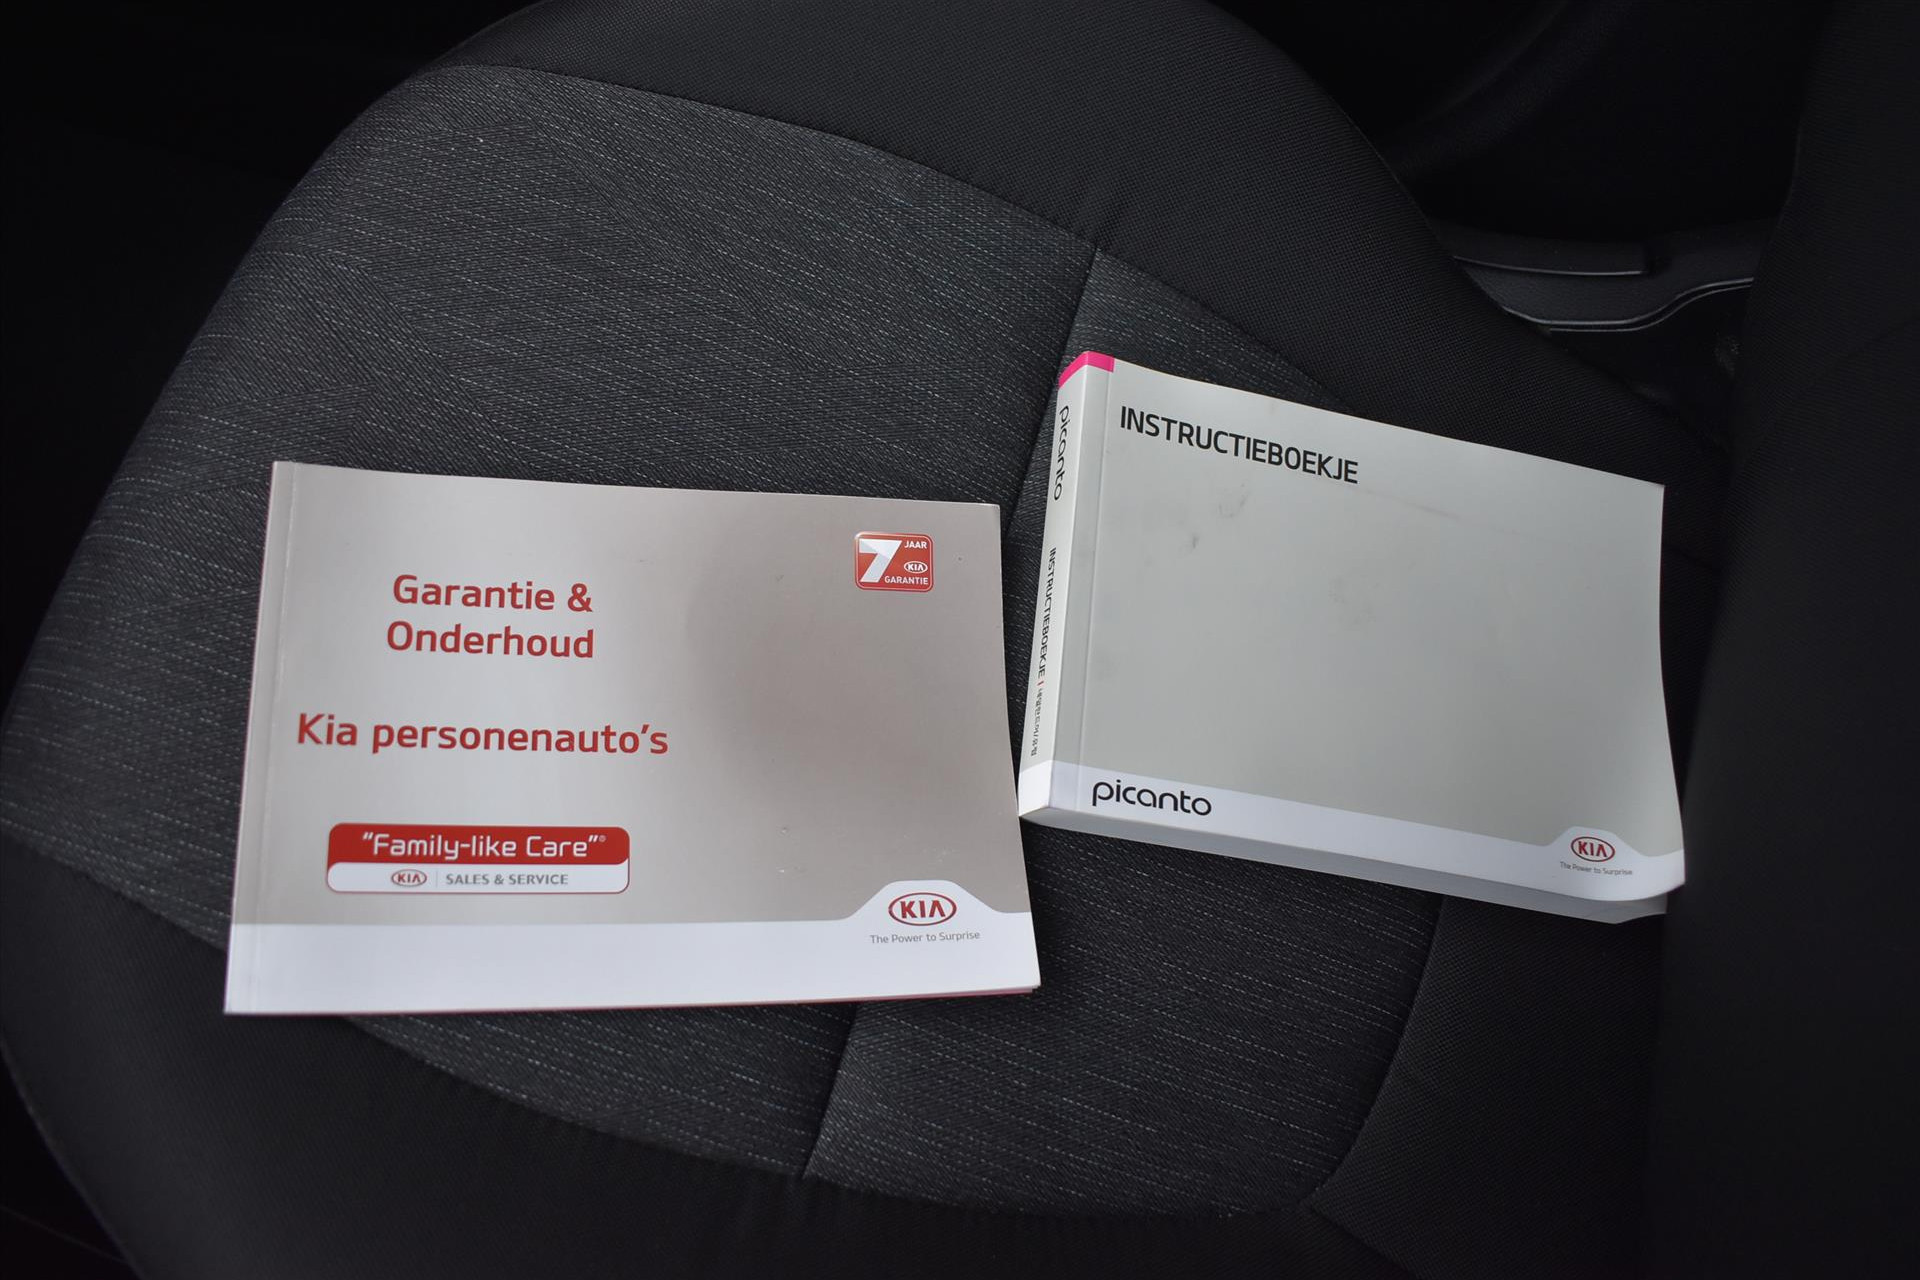 Garantie &
Onderhoud
Kia personenauto's
7 JAAR
KIA
GARANTIE
"Family-like Care"®
KIA SALES & SERVICE
KIA
The Power to Surprise
picanto INSTRUCTIEBOEKJE
INSTRUCTIEBOEKJE
picanto
KIA
The Power to Surprise